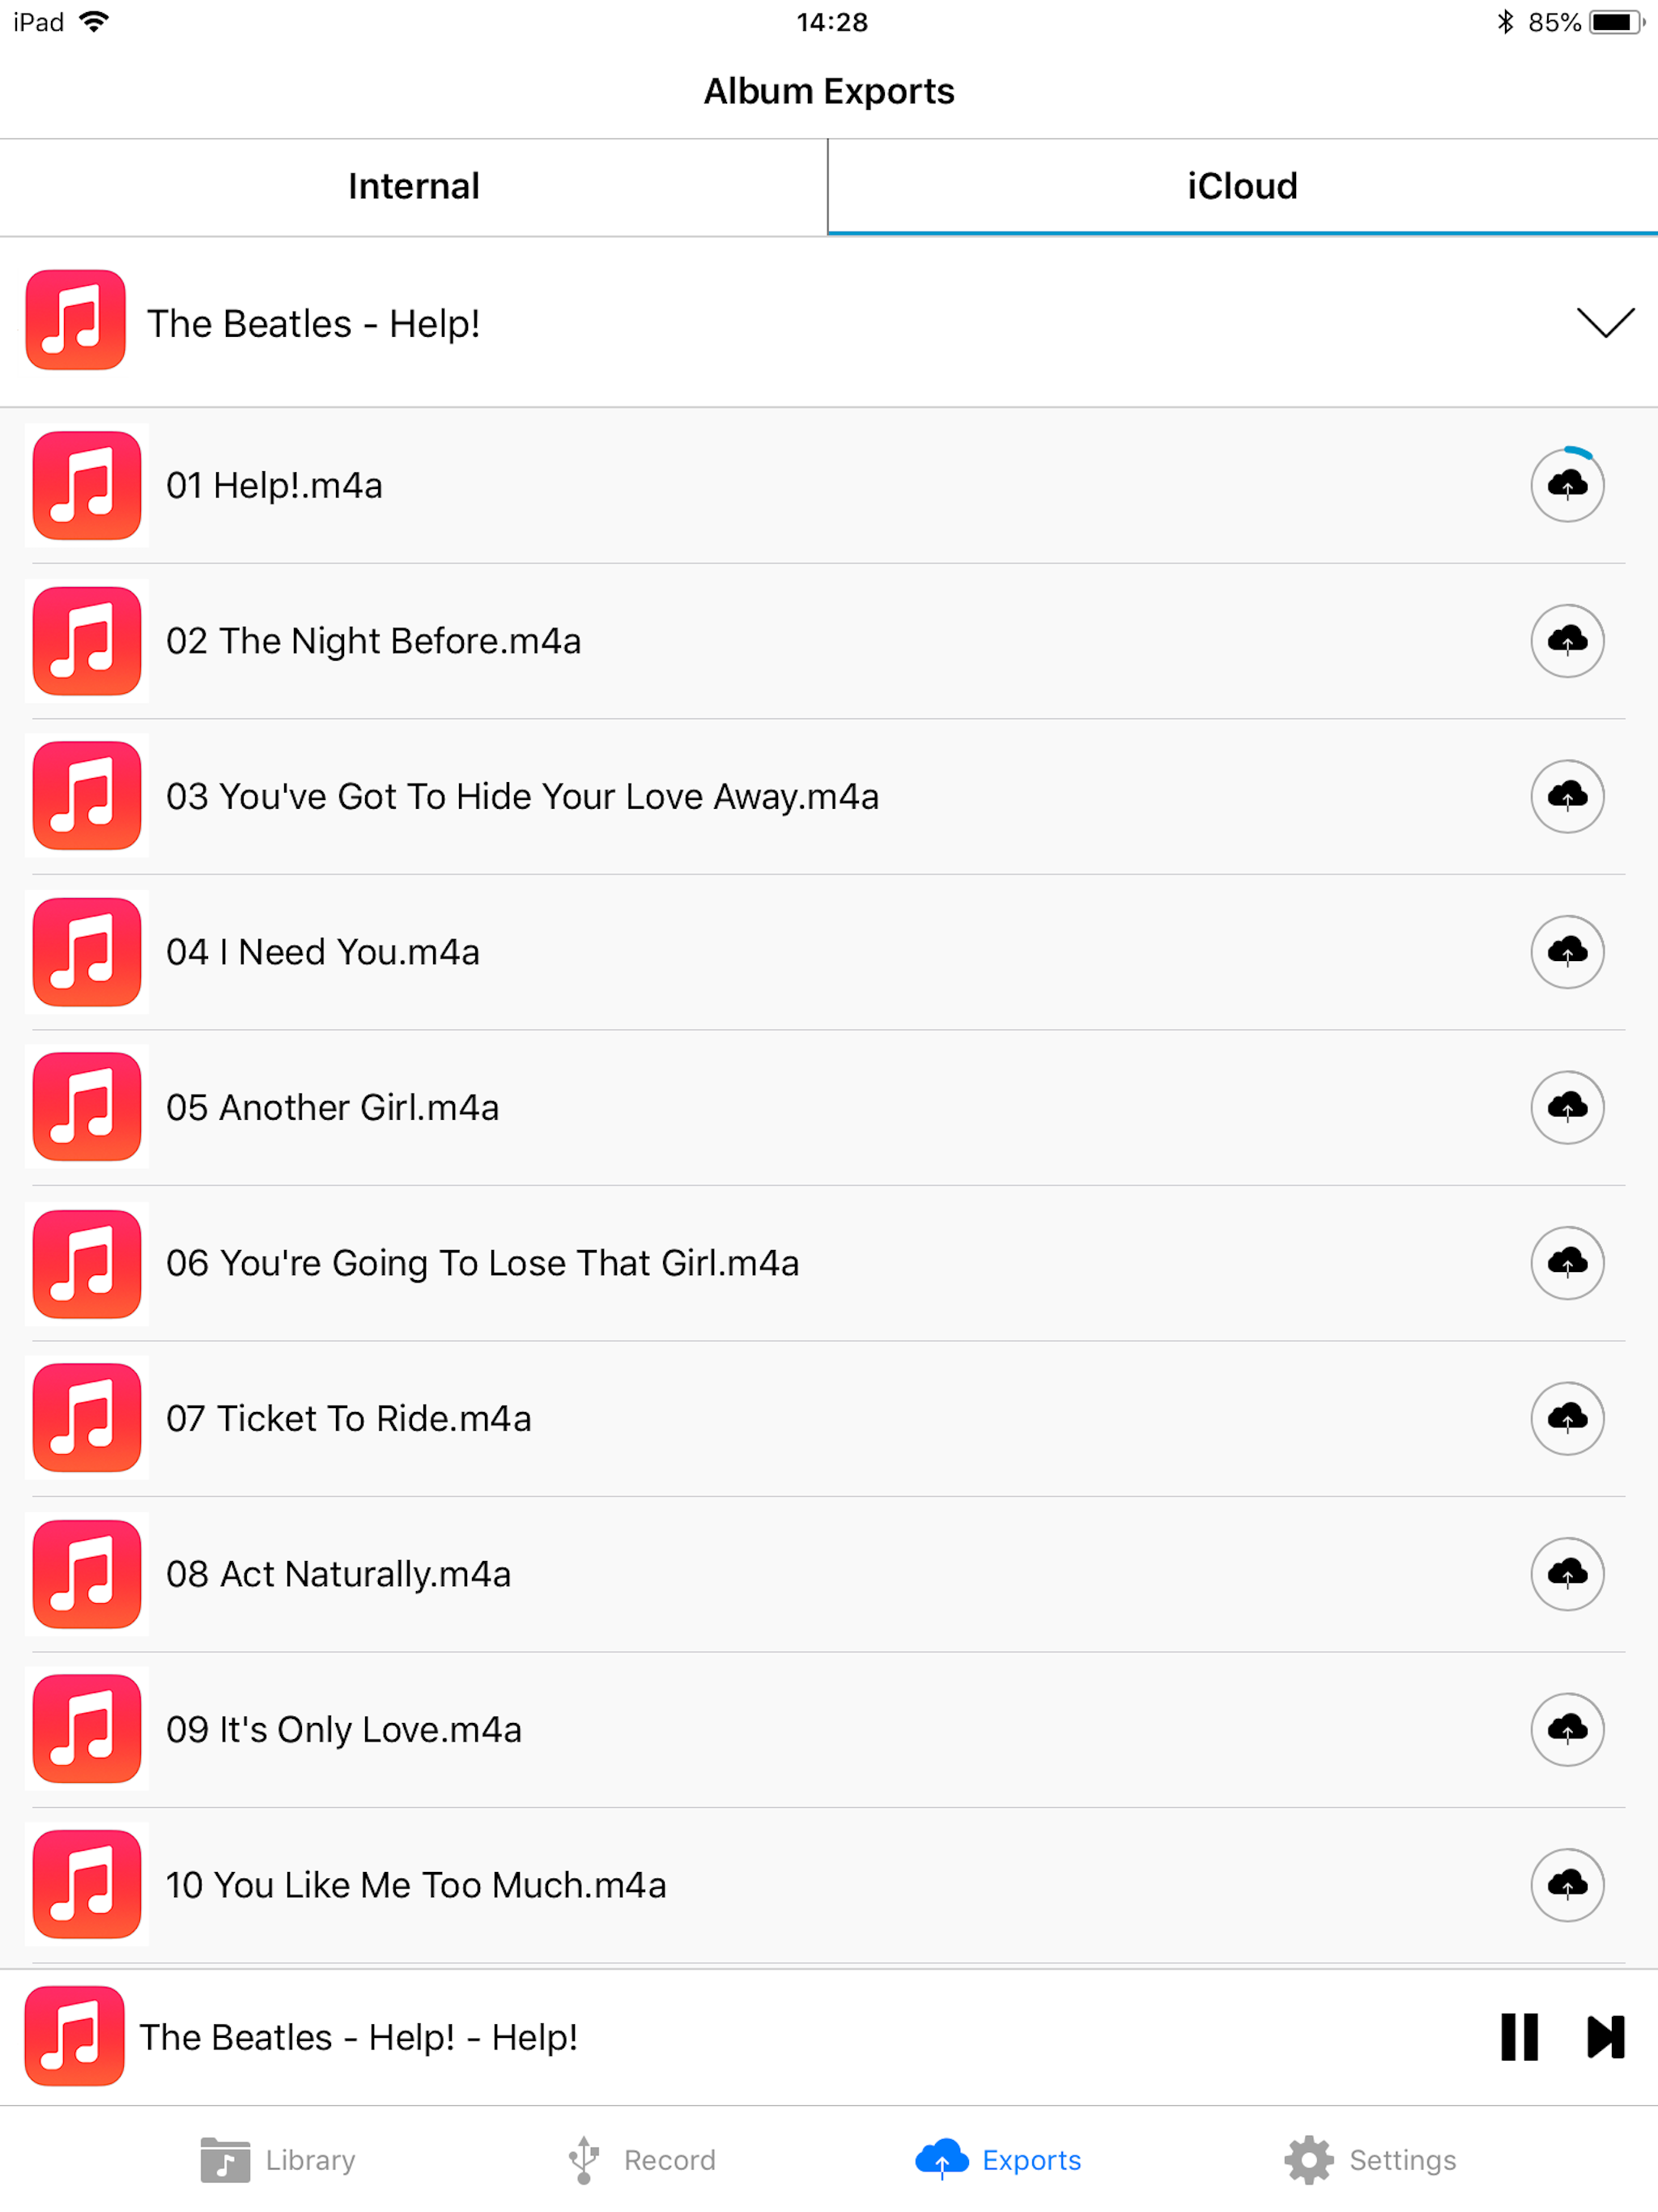 iPad 14:28 85%
Album Exports
Internal iCloud
The Beatles - Help!
01 Help!.m4a
02 The Night Before.m4a
03 You've Got To Hide Your Love Away.m4a
04 I Need You.m4a
05 Another Girl.m4a
06 You're Going To Lose That Girl.m4a
07 Ticket To Ride.m4a
08 Act Naturally.m4a
09 It's Only Love.m4a
10 You Like Me Too Much.m4a
The Beatles - Help! - Help!
Library Record Exports Settings